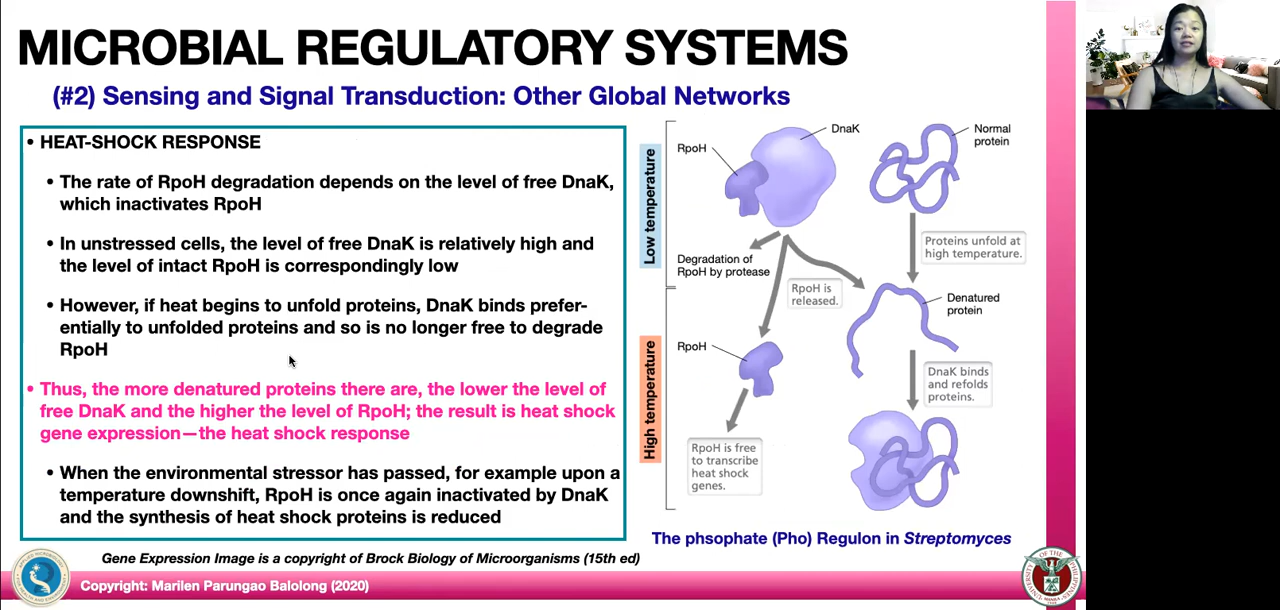 MICROBIAL REGULATORY SYSTEMS
(#2) Sensing and Signal Transduction: Other Global Networks
• HEAT-SHOCK RESPONSE
• The rate of RpoH degradation depends on the level of free DnaK,
which inactivates RpoH
• In unstressed cells, the level of free DnaK is relatively high and
the level of intact RpoH is correspondingly low
• However, if heat begins to unfold proteins, DnaK binds prefer-
entially to unfolded proteins and so is no longer free to degrade
RpoH
• Thus, the more denatured proteins there are, the lower the level of
free DnaK and the higher the level of RpoH; the result is heat shock
gene expression—the heat shock response
• When the environmental stressor has passed, for example upon a
temperature downshift, RpoH is once again inactivated by DnaK
and the synthesis of heat shock proteins is reduced
Low temperature
RpoH
DnaK
Normal
protein
Degradation of
RpoH by protease
RpoH is
released.
Proteins unfold at
high temperature.
High temperature
Denatured
protein
RpoH
DnaK binds
and refolds
proteins.
RpoH is free
to transcribe
heat shock
genes.
The phsophate (Pho) Regulon in Streptomyces
Gene Expression Image is a copyright of Brock Biology of Microorganisms (15th ed)
Copyright: Marilen Parungao Balolong (2020)